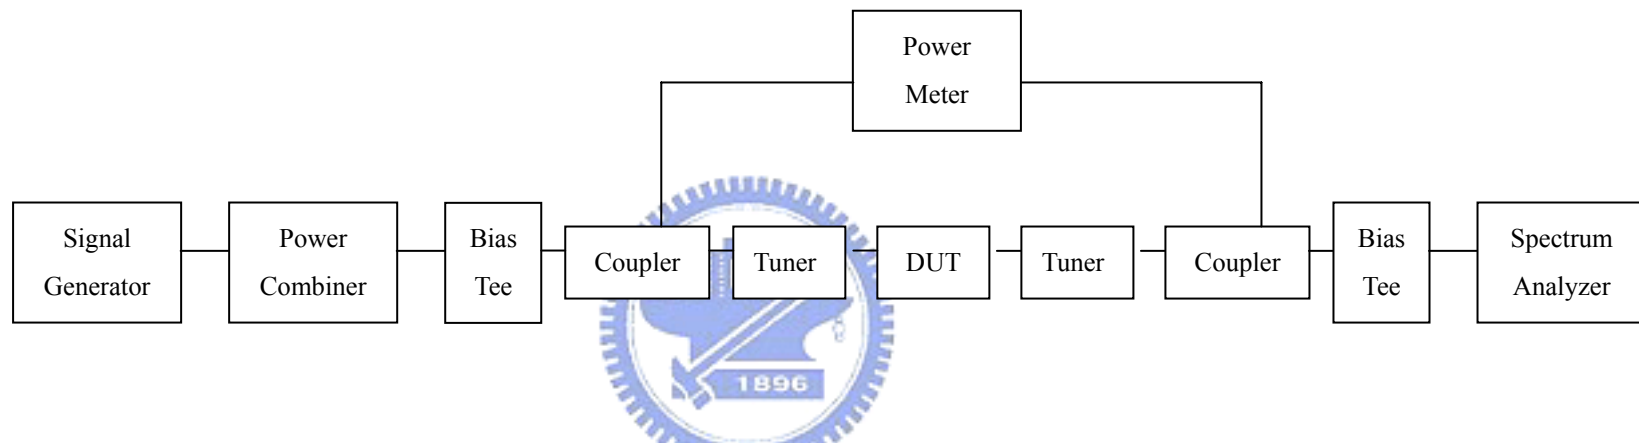 Power
Meter
Signal
Generator
Power
Combiner
Bias
Tee
Coupler
Tuner
DUT
Tuner
Coupler
Bias
Tee
Spectrum
Analyzer
1896